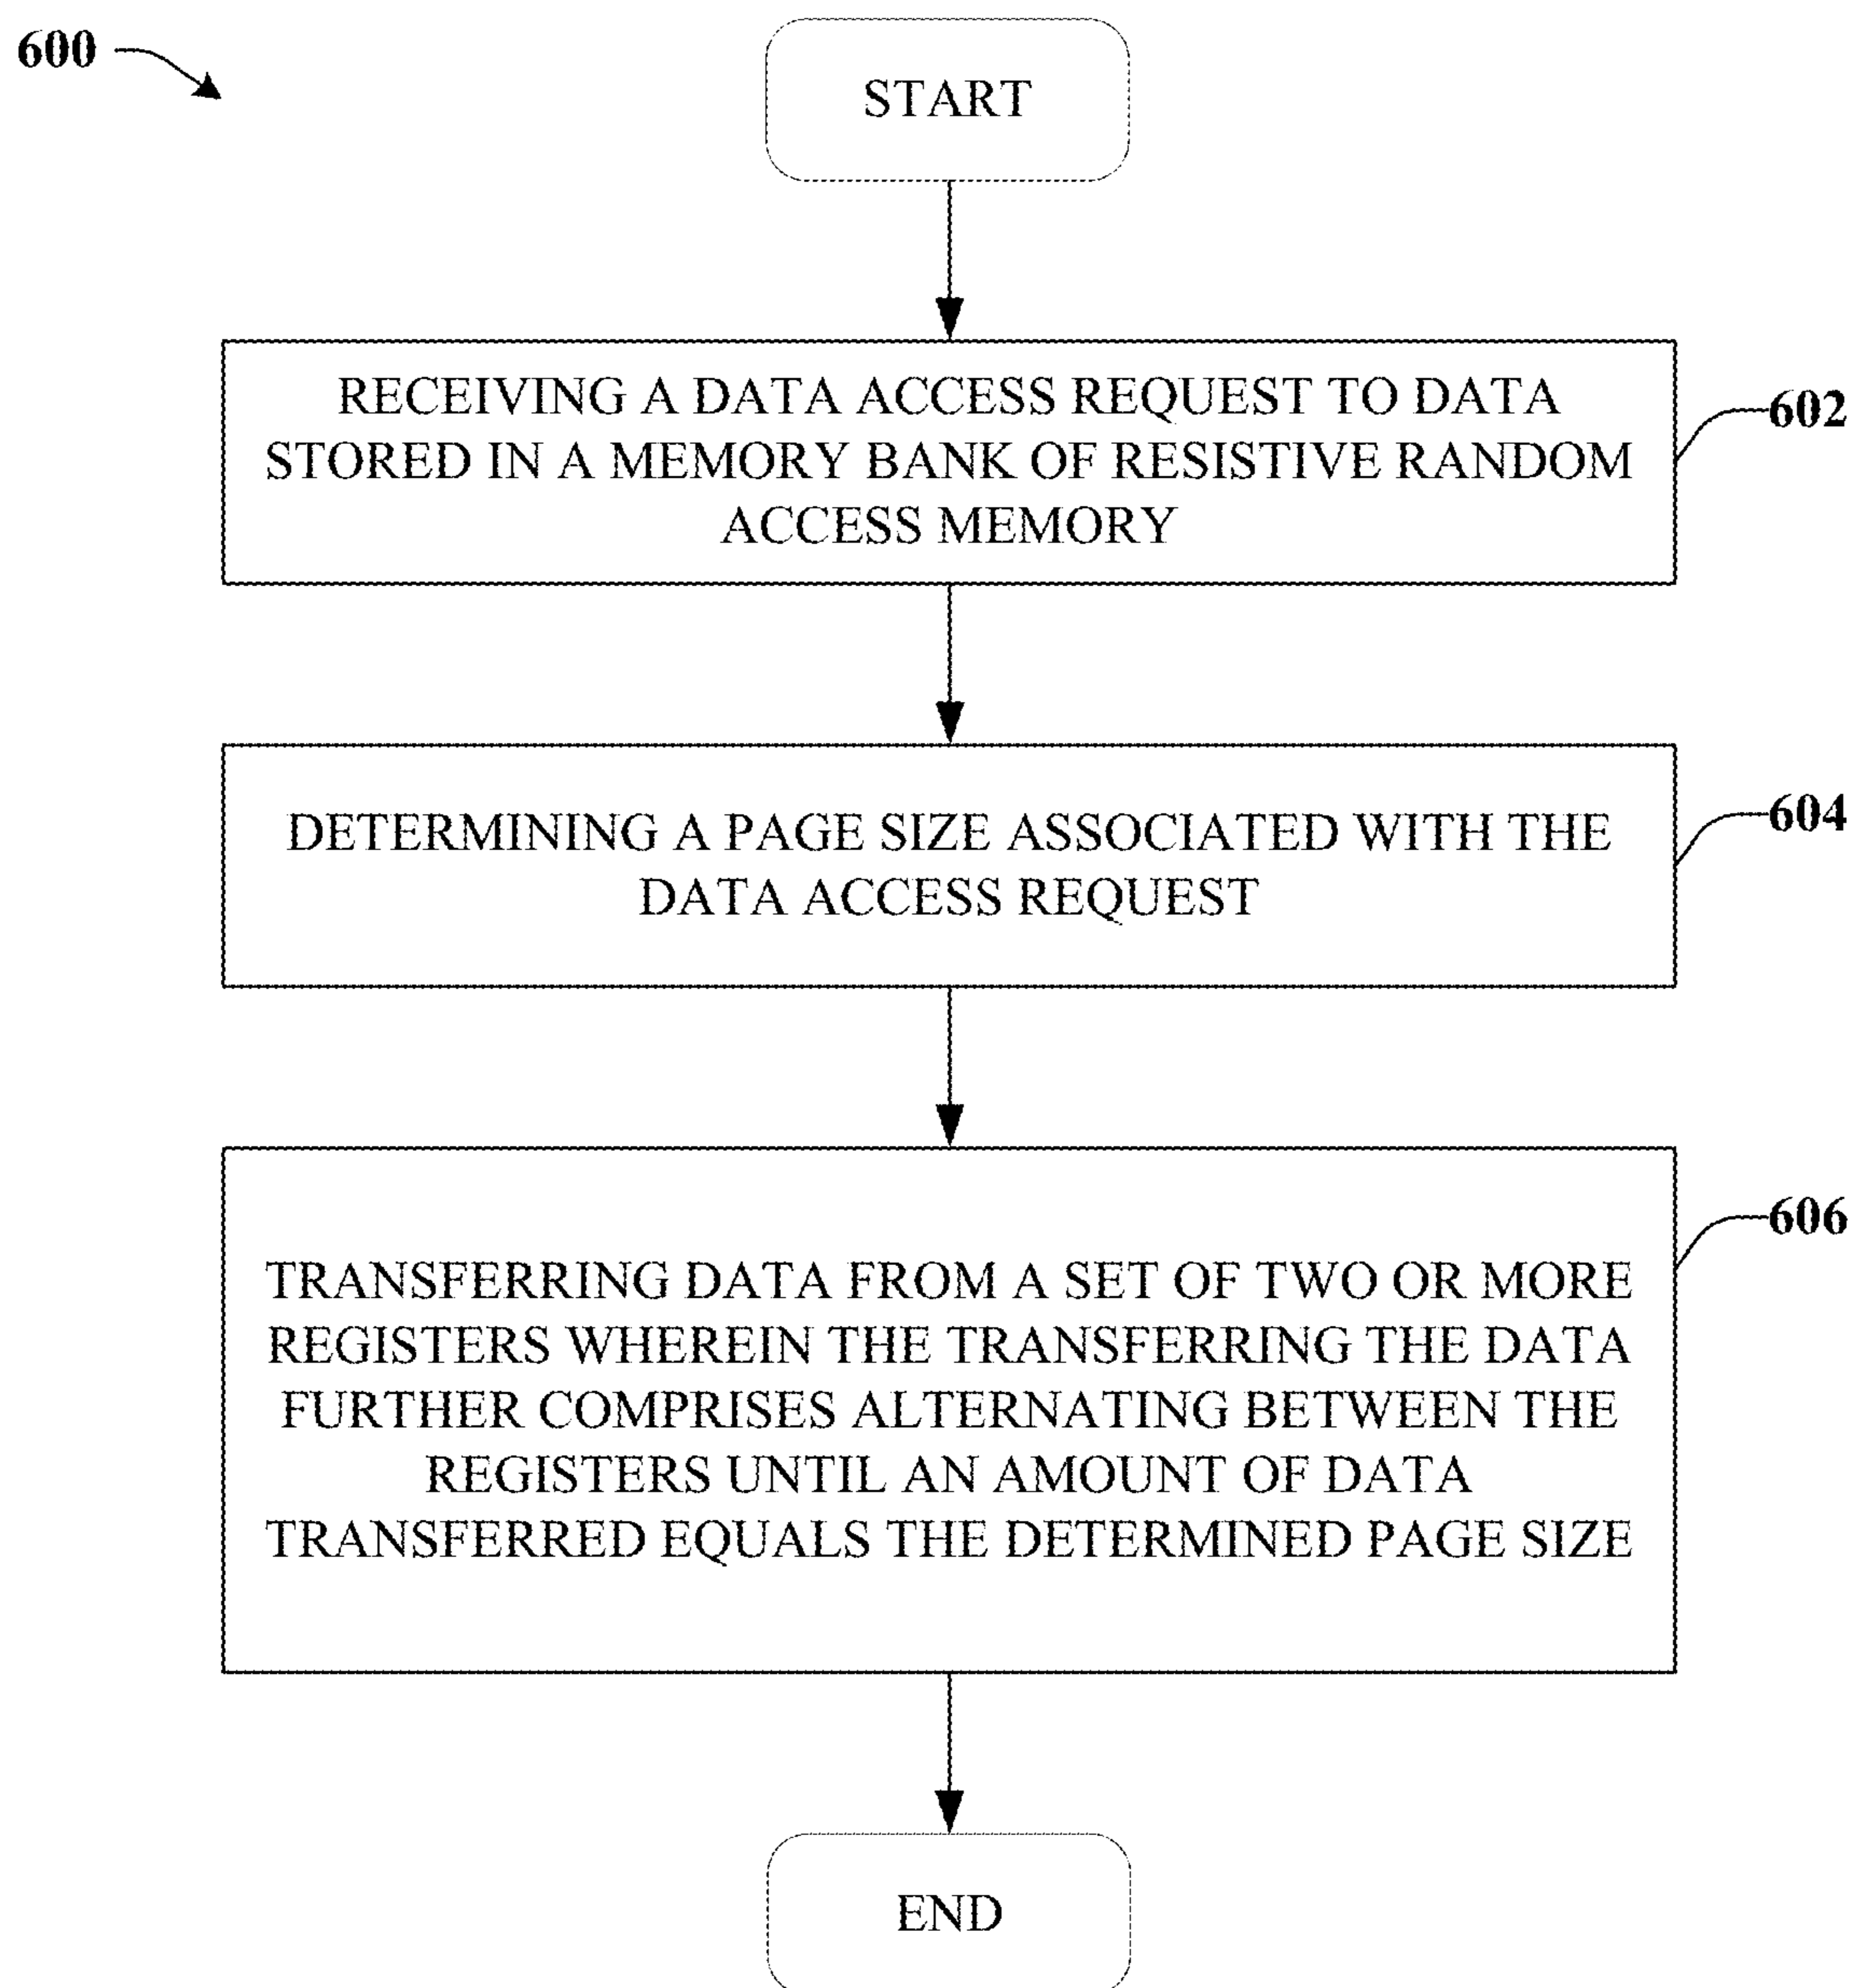 600
START
RECEIVING A DATA ACCESS REQUEST TO DATA
STORED IN A MEMORY BANK OF RESISTIVE RANDOM
ACCESS MEMORY
602
DETERMINING A PAGE SIZE ASSOCIATED WITH THE
DATA ACCESS REQUEST
604
TRANSFERRING DATA FROM A SET OF TWO OR MORE
REGISTERS WHEREIN THE TRANSFERRING THE DATA
FURTHER COMPRISES ALTERNATING BETWEEN THE
REGISTERS UNTIL AN AMOUNT OF DATA
TRANSFERRED EQUALS THE DETERMINED PAGE SIZE
606
END